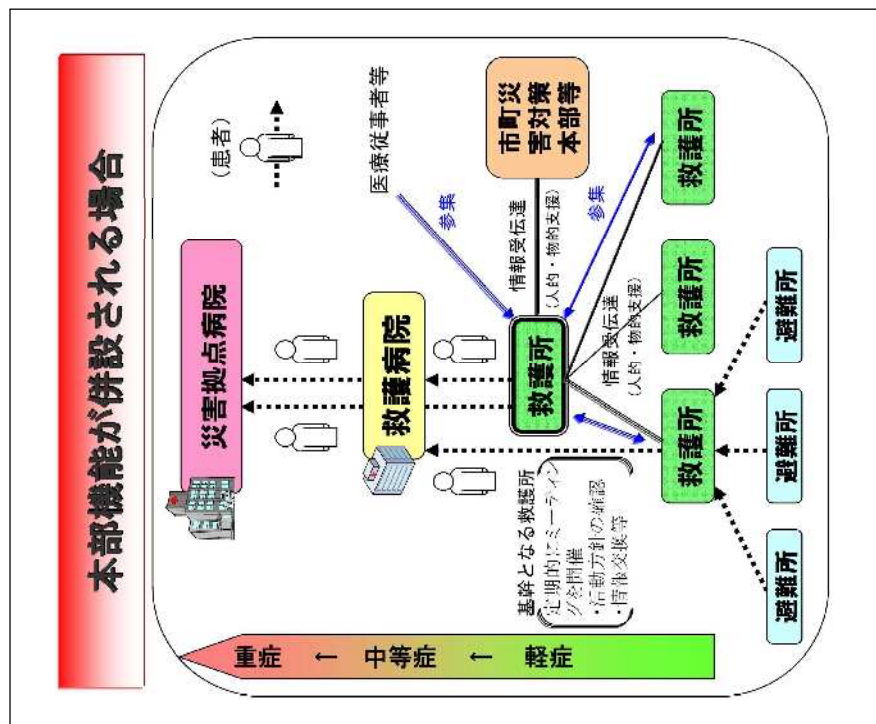 本部機能が併設される場合
(患者)
災害拠点病院
医療従事者等
参集
救護病院
市町災
害対策
本部等
情報受伝達
(人的・物的支援)
救護所
参集
基幹となる救護所
定期的にミーティン
グを開催
・活動方針の確認
・情報交換等
情報受伝達
(人的・物的支援)
救護所
救護所
救護所
避難所
避難所
避難所
重症 ← 中等症 ← 軽症